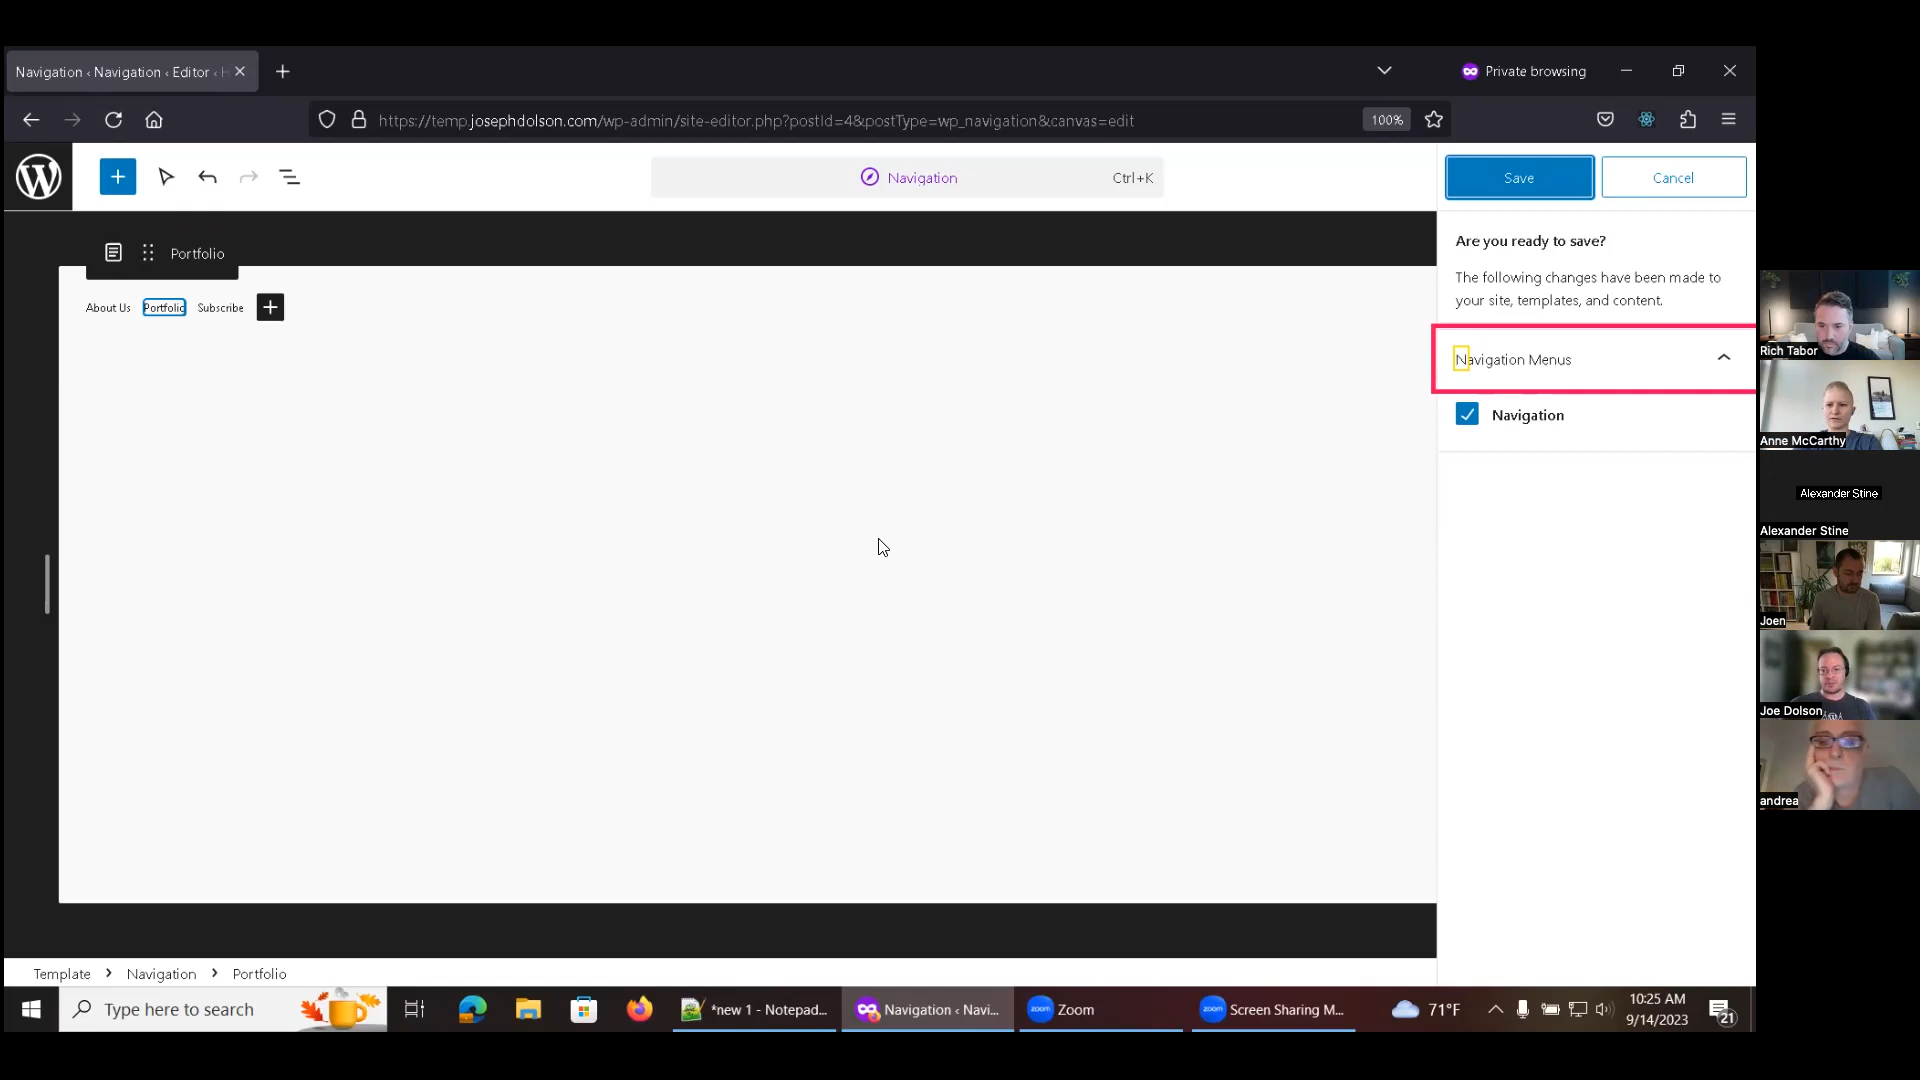 Navigation ‹ Navigation ‹ Editor ‹ H
Private browsing
https://temp.josephdolson.com/wp-admin/site-editor.php?postId=4&postType=wp_navigation&canvas=edit
100%
Navigation
Ctrl+K
Save
Cancel
Portfolio
Are you ready to save?
The following changes have been made to
your site, templates, and content.
About Us
Portfolio
Subscribe
Navigation Menus
Navigation
Rich Tabor
Anne McCarthy
Alexander Stine
Alexander Stine
Joen
Joe Dolson
andrea
Template
Navigation
Portfolio
Type here to search
*new 1 - Notepad...
Navigation ‹ Navi...
zoom
Zoom
zoom
Screen Sharing M...
71°F
10:25 AM
9/14/2023
21